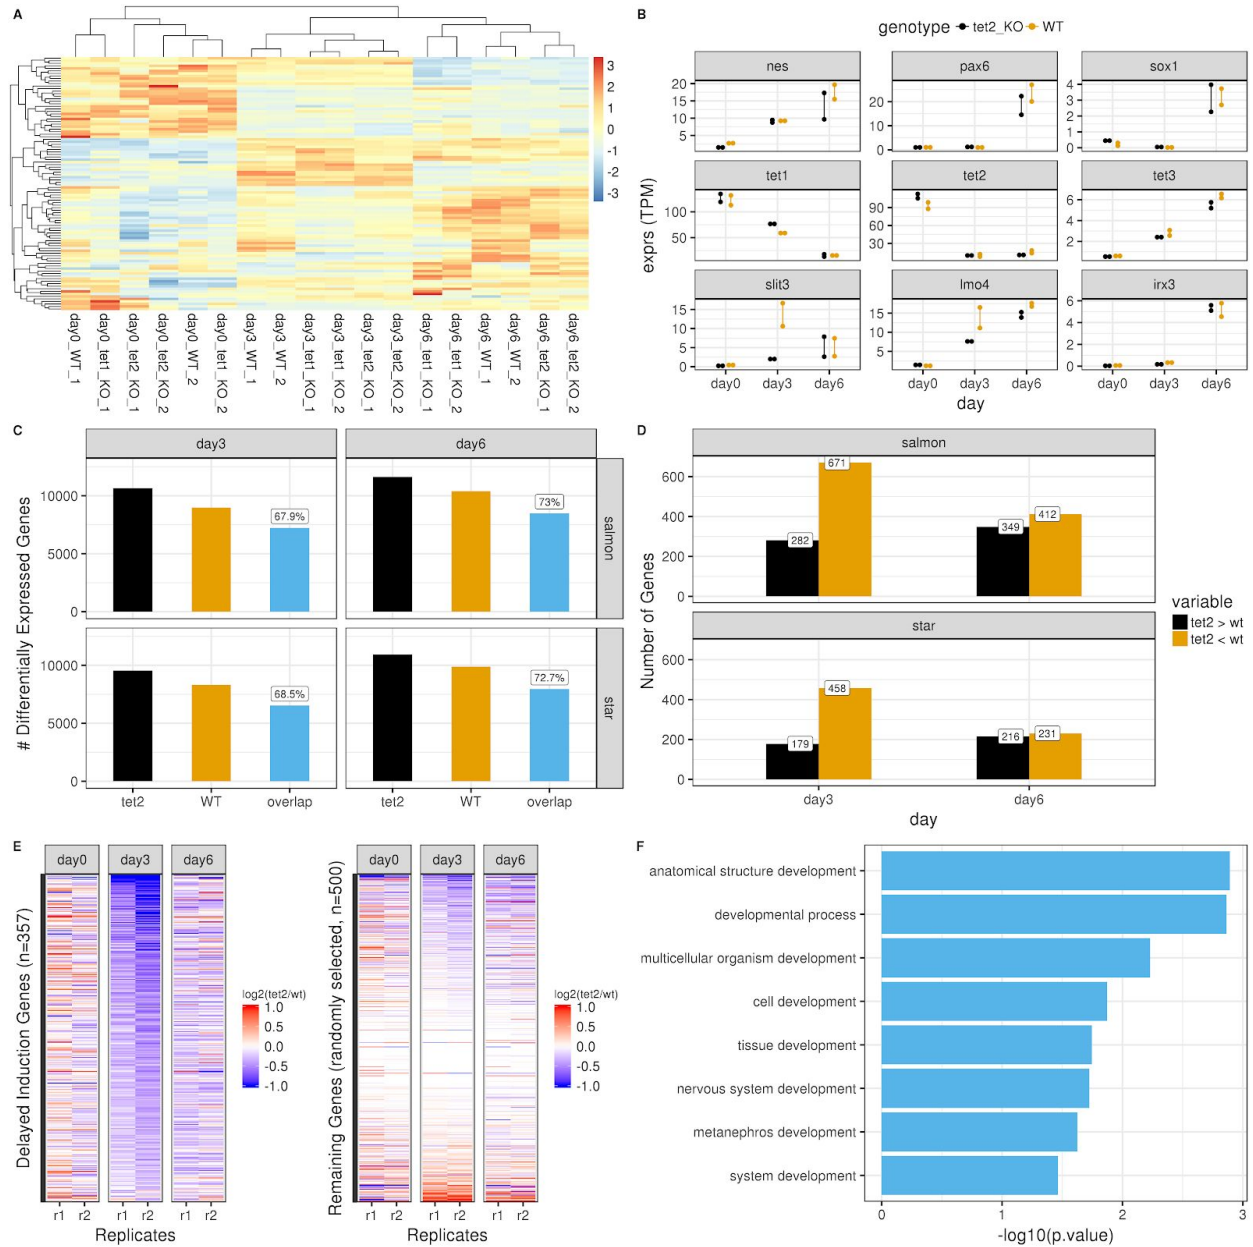 A
3
2
1
0
-1
-2
-3
day0_WT_1
day0_tet1_KO_1
day0_tet2_KO_1
day0_tet2_KO_2
day0_WT_2
day0_tet1_KO_2
day3_WT_1
day3_WT_2
day3_tet1_KO_1
day3_tet1_KO_2
day3_tet2_KO_1
day3_tet2_KO_2
day6_tet1_KO_1
day6_tet1_KO_2
day6_WT_1
day6_WT_2
day6_tet2_KO_1
day6_tet2_KO_2
B
genotype tet2_KO WT
nes pax6 sox1
20
15
10
5
20
10
0
4
3
2
1
0
tet1 tet2 tet3
100
50
90
60
30
6
4
2
slit3 lmo4 irx3
15
10
5
0
15
10
5
6
4
2
0
exprs (TPM)
day0 day3 day6 day0 day3 day6 day0 day3 day6
day
C
day3 day6
10000
5000
0
67.9%
73%
salmon
10000
5000
0
68.5%
72.7%
star
# Differentially Expressed Genes
tet2 WT overlap tet2 WT overlap
D
salmon
600
400
200
0
282
671
349
412
star
600
400
200
0
179
458
216
231
Number of Genes
day3 day6
day
variable
tet2 > wt
tet2 < wt
E
day0 day3 day6
Delayed Induction Genes (n=357)
r1 r2 r1 r2 r1 r2
Replicates
log2(tet2/wt)
1.0
0.5
0.0
-0.5
-1.0
day0 day3 day6
Remaining Genes (randomly selected, n=500)
r1 r2 r1 r2 r1 r2
Replicates
log2(tet2/wt)
1.0
0.5
0.0
-0.5
-1.0
F
anatomical structure development
developmental process
multicellular organism development
cell development
tissue development
nervous system development
metanephros development
system development
0 1 2 3
-log10(p.value)